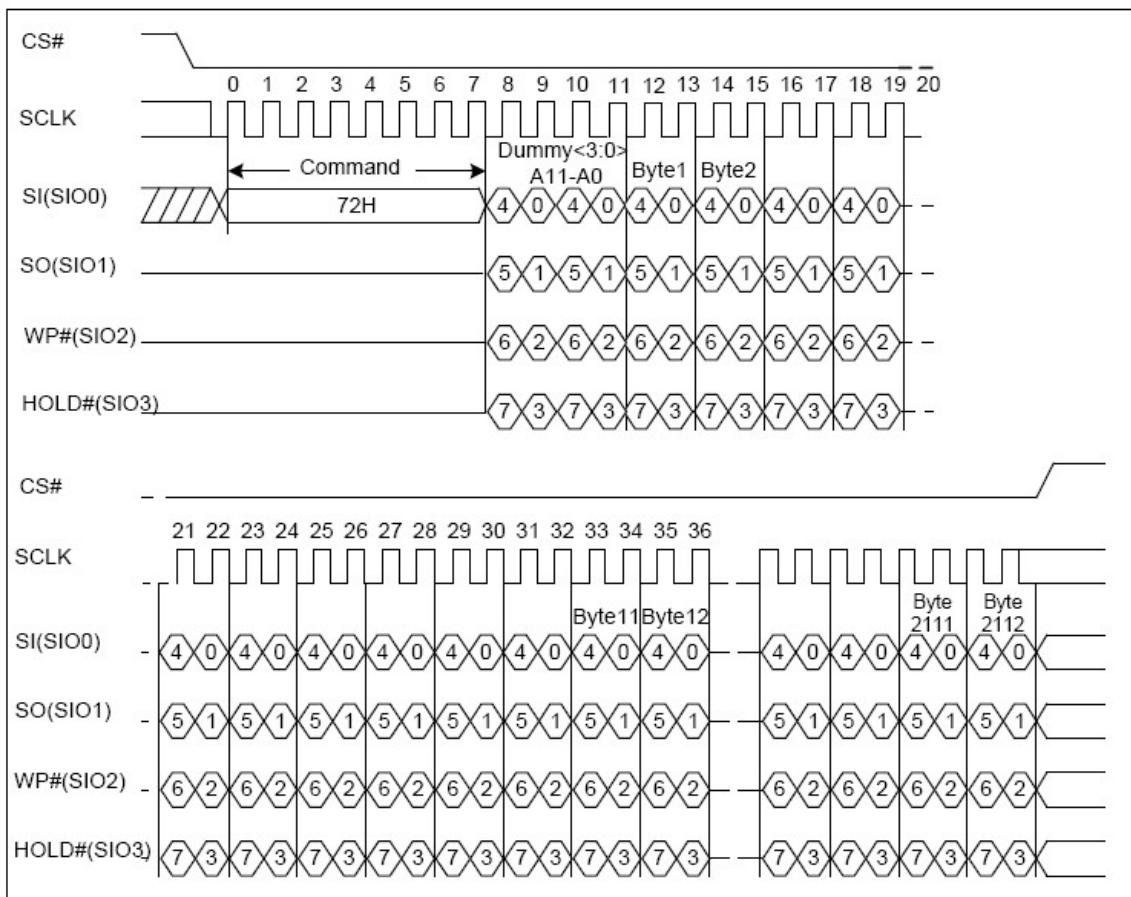 CS#
0 1 2 3 4 5 6 7 8 9 10 11 12 13 14 15 16 17 18 19 20
SCLK
Command
Dummy<3:0>
A11-A0
Byte1 Byte2
SI(SIO0)
72H
4 0 4 0 4 0 4 0 4 0 4 0
SO(SIO1)
5 1 5 1 5 1 5 1 5 1 5 1
WP#(SIO2)
6 2 6 2 6 2 6 2 6 2 6 2
HOLD#(SIO3)
7 3 7 3 7 3 7 3 7 3 7 3
CS#
21 22 23 24 25 26 27 28 29 30 31 32 33 34 35 36
SCLK
Byte11 Byte12
Byte 2111
Byte 2112
SI(SIO0)
4 0 4 0 4 0 4 0 4 0 4 0 4 0 4 0 4 0 4 0 4 0 4 0
SO(SIO1)
5 1 5 1 5 1 5 1 5 1 5 1 5 1 5 1 5 1 5 1 5 1 5 1
WP#(SIO2)
6 2 6 2 6 2 6 2 6 2 6 2 6 2 6 2 6 2 6 2 6 2 6 2
HOLD#(SIO3)
7 3 7 3 7 3 7 3 7 3 7 3 7 3 7 3 7 3 7 3 7 3 7 3